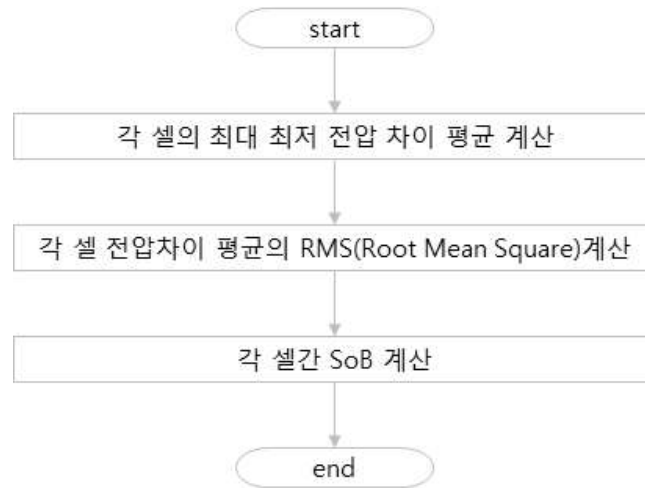 start
각 셀의 최대 최저 전압 차이 평균 계산
각 셀 전압차이 평균의 RMS(Root Mean Square)계산
각 셀간 SoB 계산
end